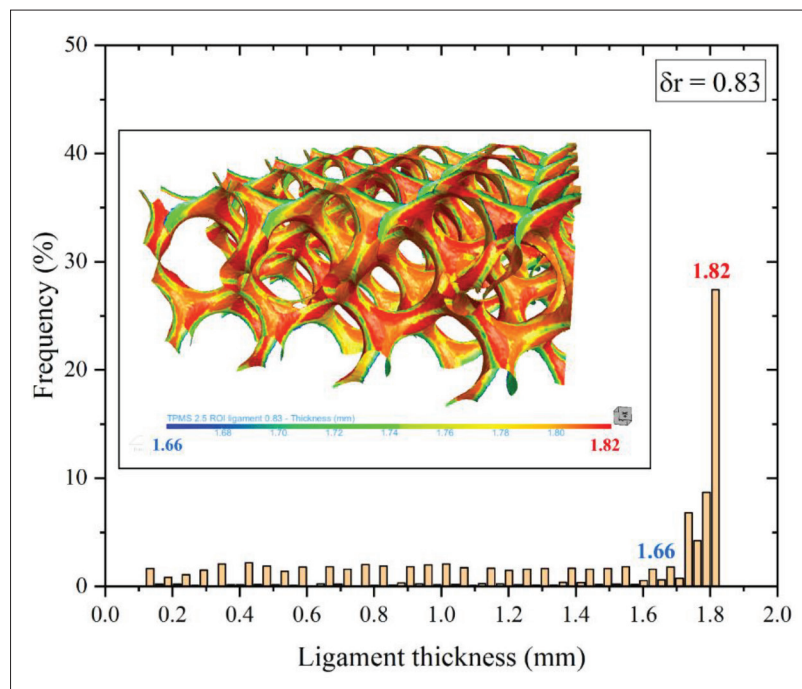 50
δr = 0.83
40
30
1.82
20
TPMS 2.5 ROI ligament 0.83 - Thickness (mm)
1.68 1.70 1.72 1.74 1.76 1.78 1.80
1.66 1.82
10
1.66
0
0.0 0.2 0.4 0.6 0.8 1.0 1.2 1.4 1.6 1.8 2.0
Frequency (%)
Ligament thickness (mm)